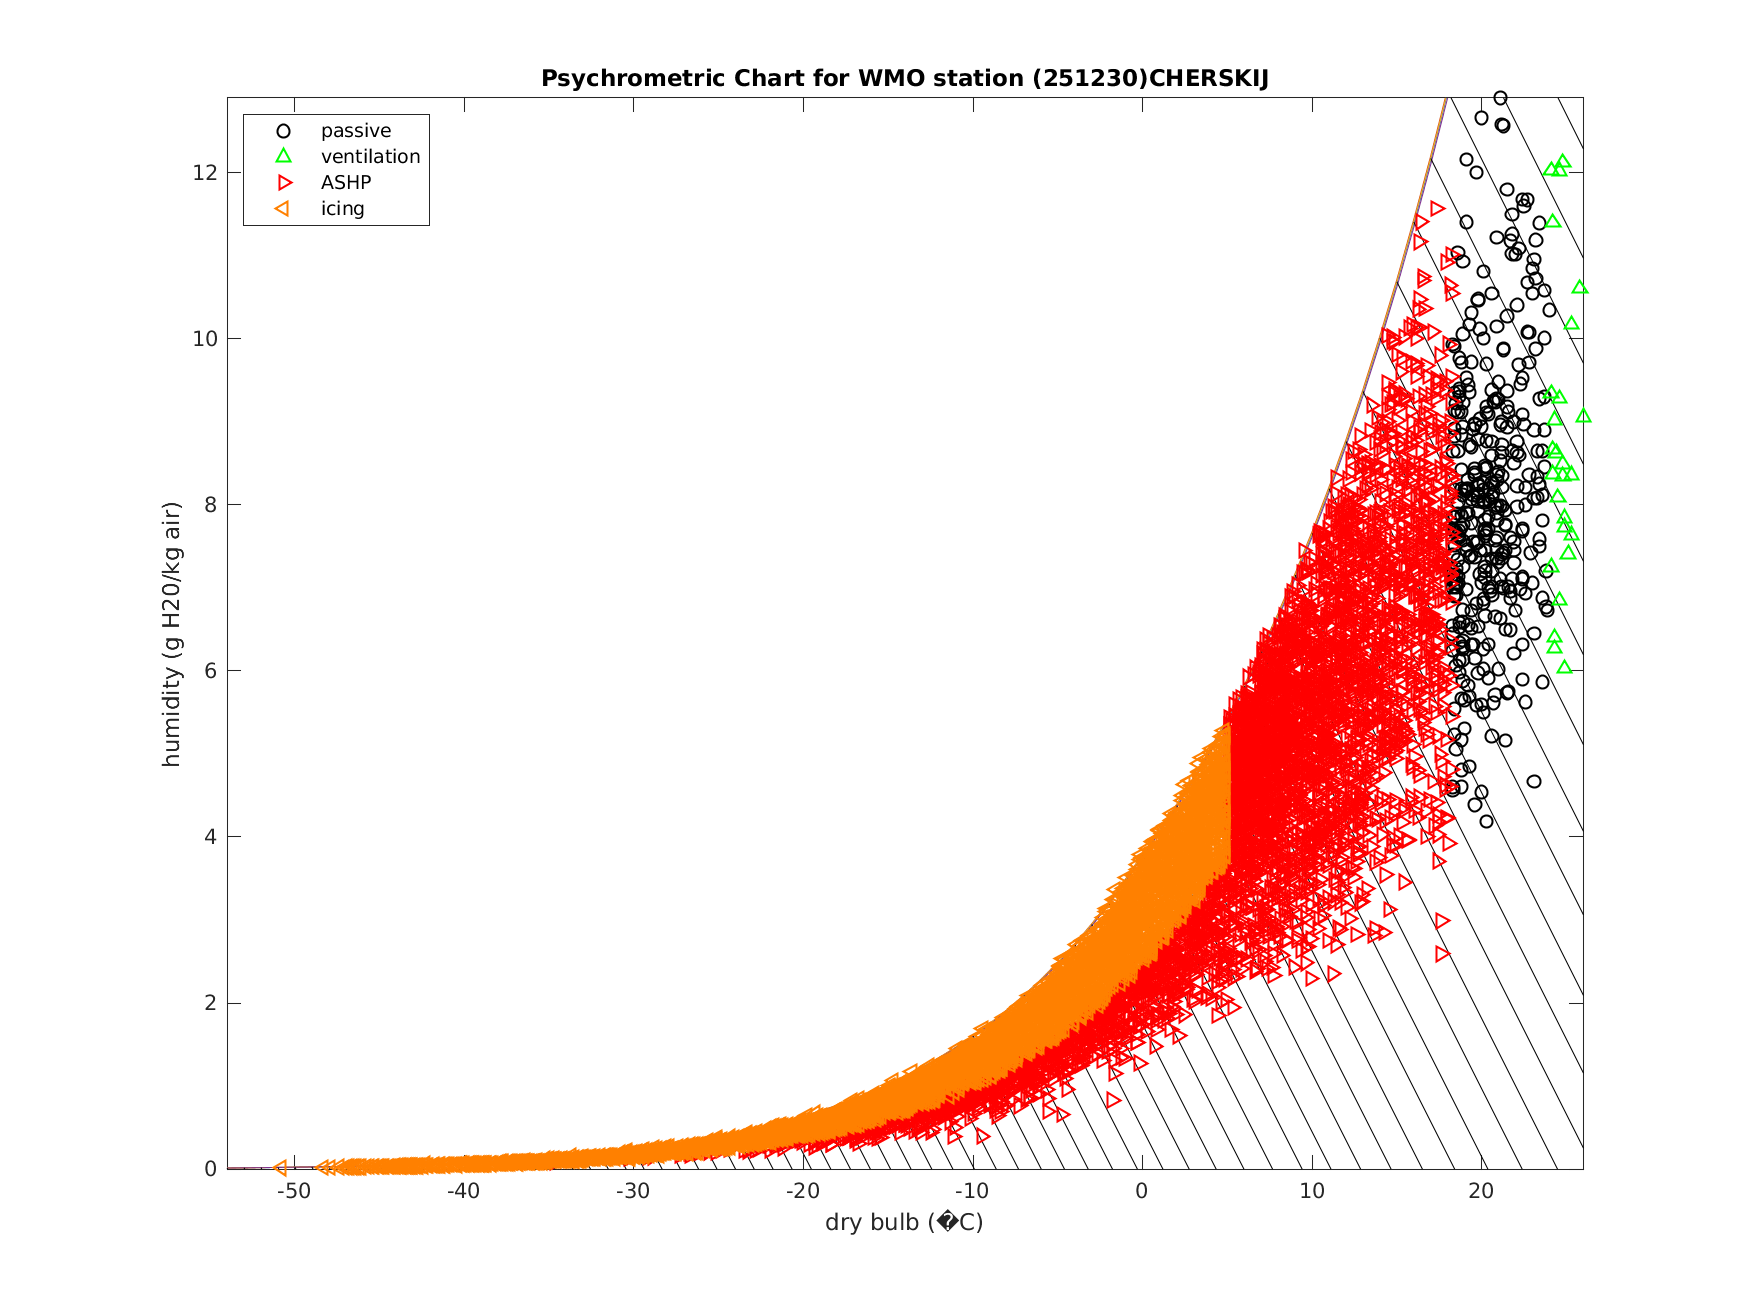 Psychrometric Chart for WMO station (251230)CHERSKIJ
passive
ventilation
ASHP
icing
12
10
8
6
4
2
0
humidity (g H20/kg air)
-50 -40 -30 -20 -10 0 10 20
dry bulb (�C)